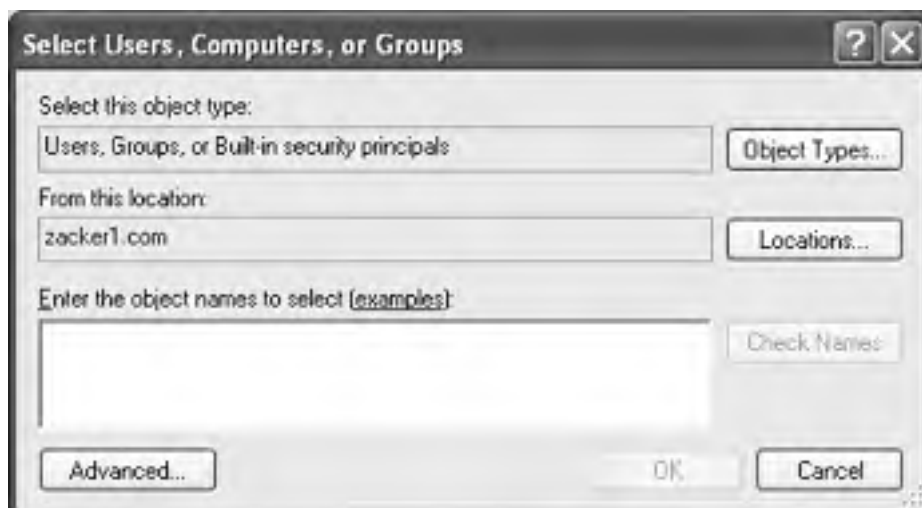 Select Users, Computers, or Groups
Select this object type:
Users, Groups, or Built-in security principals
Object Types...
From this location:
zacker1.com
Locations...
Enter the object names to select (examples):
Check Names
Advanced...
OK
Cancel